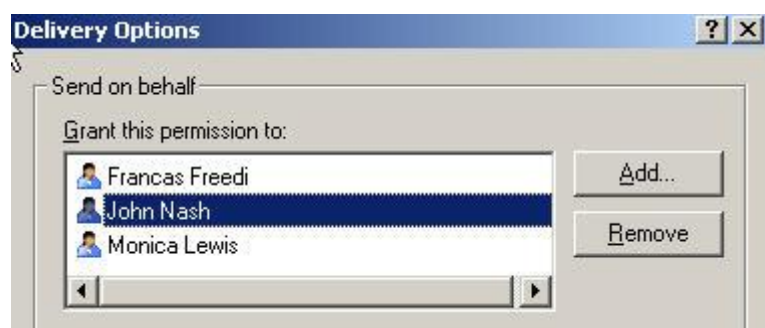 Delivery Options
Send on behalf
Grant this permission to:
Francas Freedi
Add...
John Nash
Remove
Monica Lewis